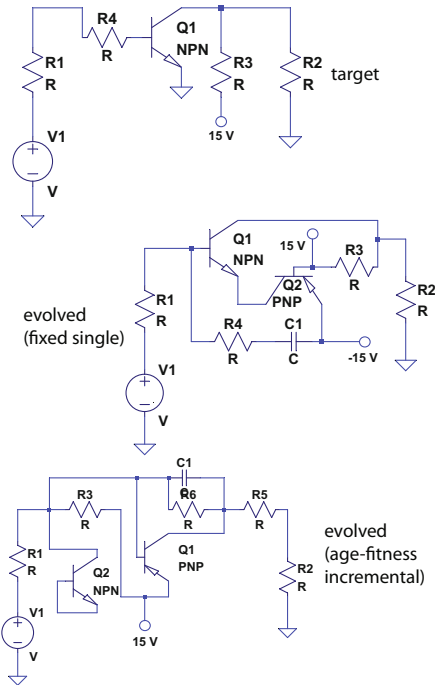 R4
R
Q1
NPN
R1
R
R3
R
R2
R
target
15 V
V1
V
Q1
NPN
15 V
R3
R
Q2
PNP
R2
R
R1
R
evolved
(fixed single)
R4
R
C1
C
-15 V
V1
V
C1
R3
R
R6
R
R5
R
evolved
(age-fitness
incremental)
R1
R
Q2
NPN
Q1
PNP
R2
R
V1
V
15 V